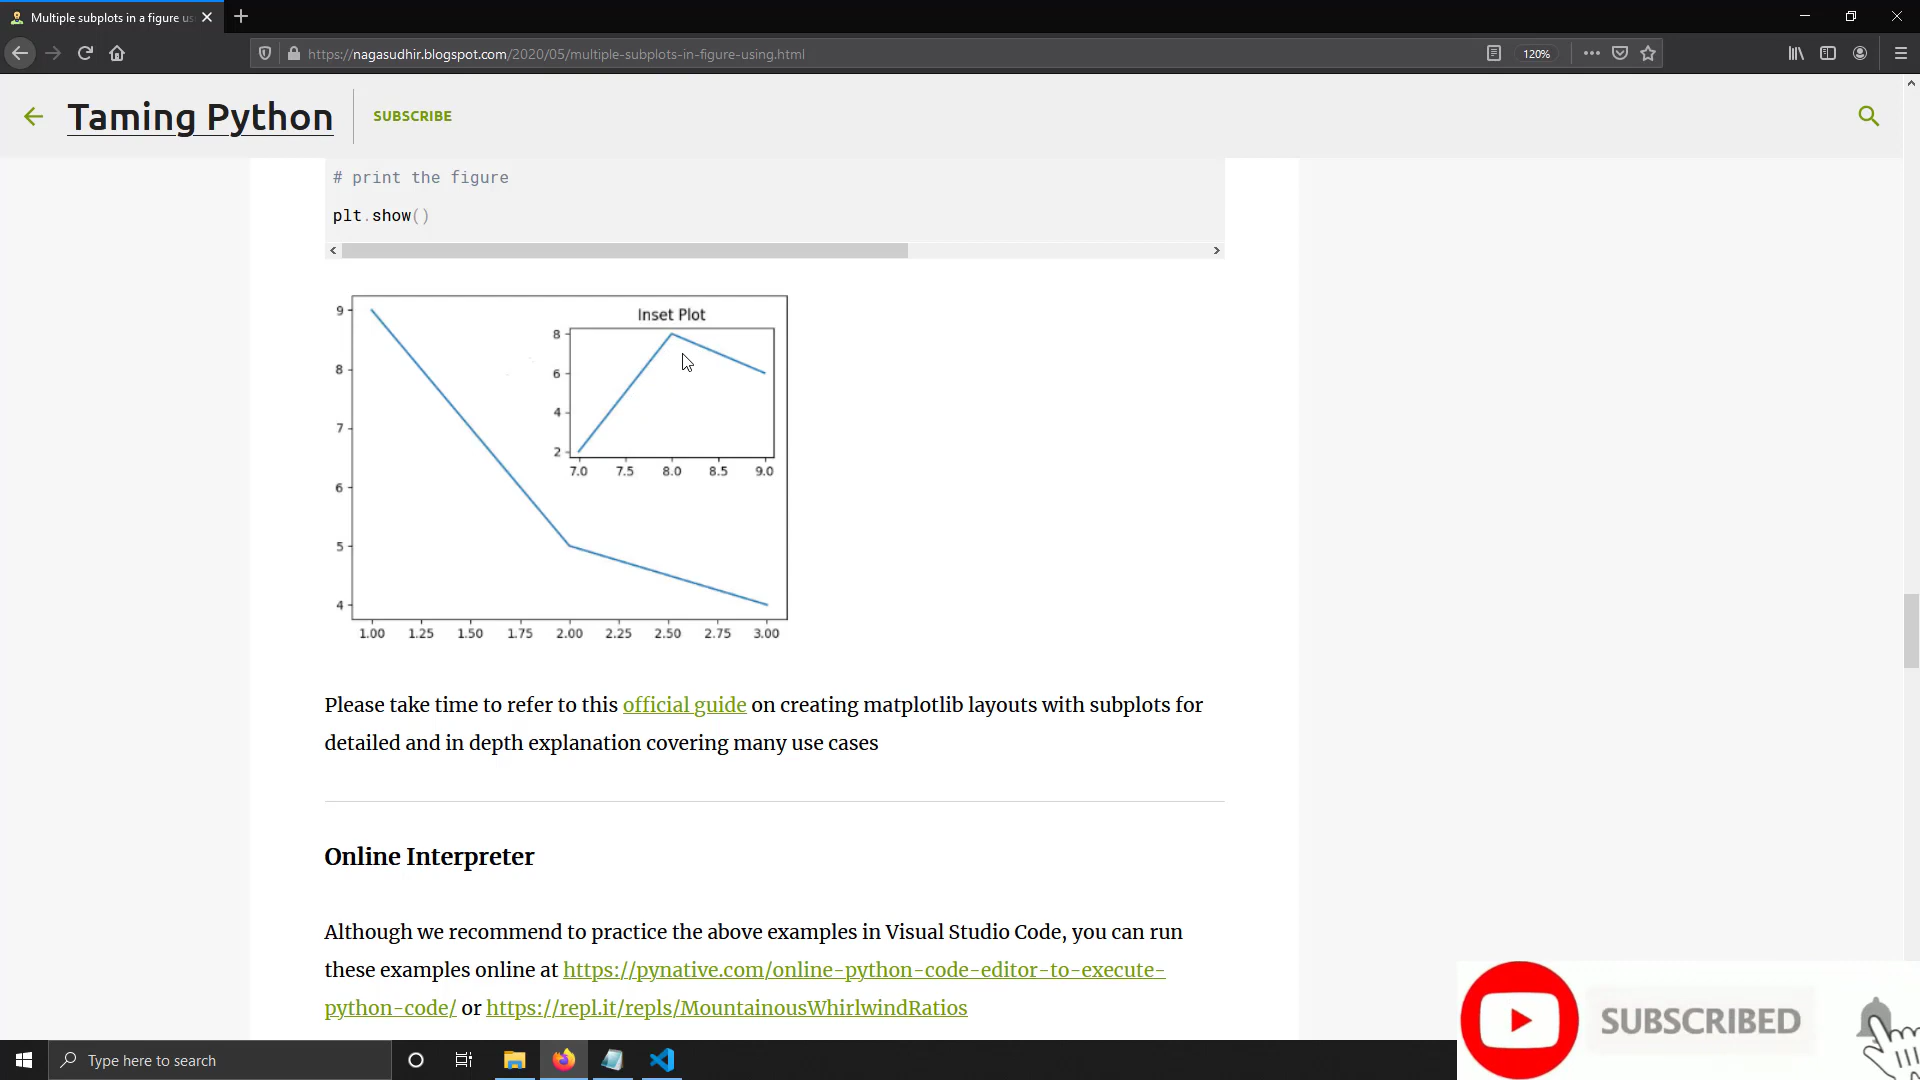 Multiple subplots in a figure us
https://nagasudhir.blogspot.com/2020/05/multiple-subplots-in-figure-using.html
120%
Taming Python
SUBSCRIBE
# print the figure
plt.show()
Inset Plot
9
8
7
6
5
4
1.00 1.25 1.50 1.75 2.00 2.25 2.50 2.75 3.00
8
6
4
2
7.0 7.5 8.0 8.5 9.0
Please take time to refer to this official guide on creating matplotlib layouts with subplots for
detailed and in depth explanation covering many use cases
Online Interpreter
Although we recommend to practice the above examples in Visual Studio Code, you can run
these examples online at https://pynative.com/online-python-code-editor-to-execute-
python-code/ or https://repl.it/repls/MountainousWhirlwindRatios
SUBSCRIBED
Type here to search